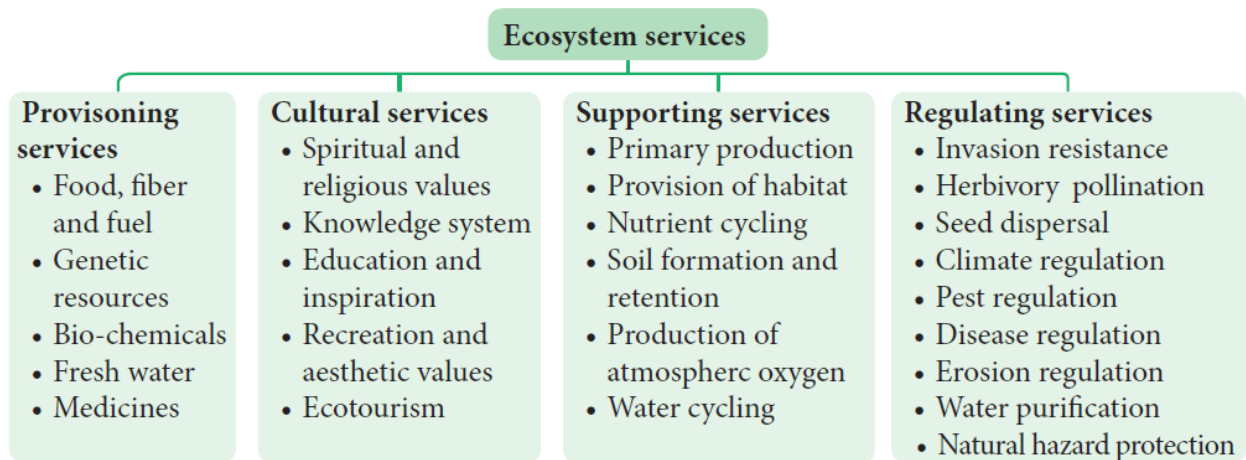 Ecosystem services
Provisoning
services
• Food, fiber
and fuel
• Genetic
resources
• Bio-chemicals
• Fresh water
• Medicines
Cultural services
• Spiritual and
religious values
• Knowledge system
• Education and
inspiration
• Recreation and
aesthetic values
• Ecotourism
Supporting services
• Primary production
• Provision of habitat
• Nutrient cycling
• Soil formation and
retention
• Production of
atmospherc oxygen
• Water cycling
Regulating services
• Invasion resistance
• Herbivory pollination
• Seed dispersal
• Climate regulation
• Pest regulation
• Disease regulation
• Erosion regulation
• Water purification
• Natural hazard protection